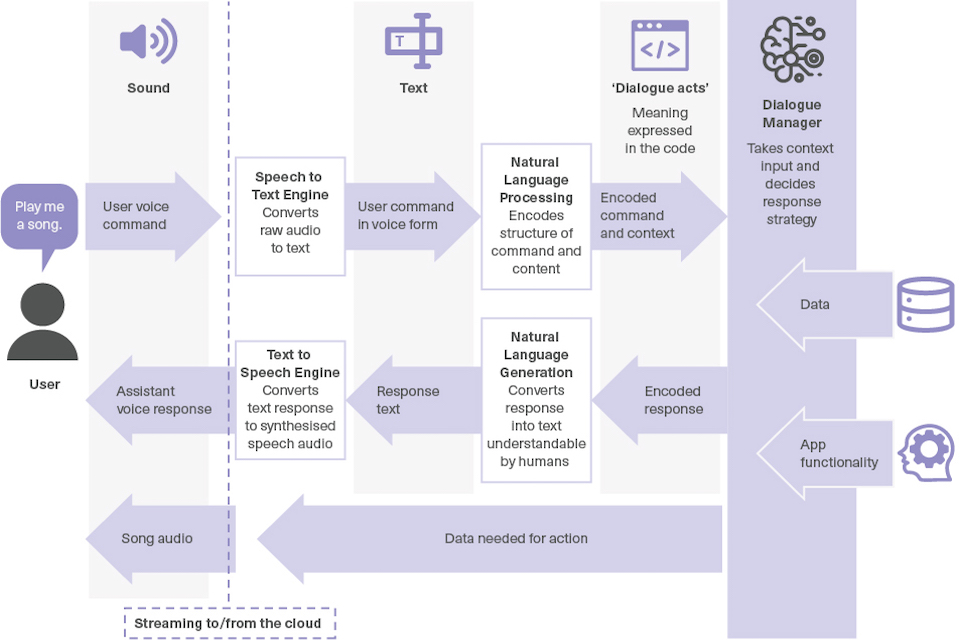 Sound
Text
‘Dialogue acts’
Meaning
expressed
in the code
Dialogue
Manager
Takes context
input and
decides
response
strategy
Play me
a song.
User
User voice
command
Speech to
Text Engine
Converts
raw audio
to text
User command
in voice form
Natural
Language
Processing
Encodes
structure of
command and
content
Encoded
command
and context
Data
App
functionality
Encoded
response
Natural
Language
Generation
Converts
response
into text
understandable
by humans
Response
text
Text to
Speech Engine
Converts
text response
to synthesised
speech audio
Assistant
voice response
Data needed for action
Song audio
Streaming to/from the cloud
T
</>